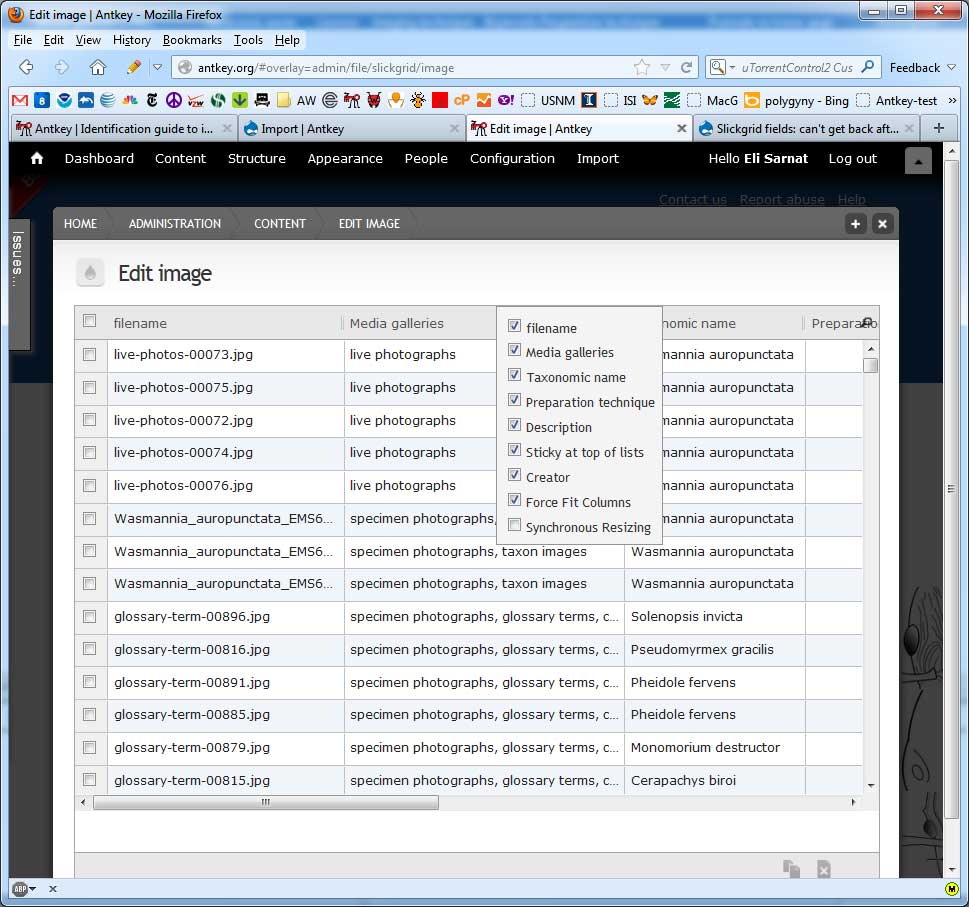 Edit image | Antkey - Mozilla Firefox
File Edit View History Bookmarks Tools Help
antkey.org/#overlay=admin/file/slickgrid/image
uTorrentControl2 Cus
Feedback
AW USNM ISI MacG polygyny - Bing Antkey-test »
Antkey | Identification guide to i... Import | Antkey Edit image | Antkey Slickgrid fields: can't get back aft...
Dashboard Content Structure Appearance People Configuration Import Hello Eli Sarnat Log out
Contact us Report abuse Help
Issues...
HOME ADMINISTRATION CONTENT EDIT IMAGE
Edit image
filename Media galleries nomic name Preparatio
filename
Media galleries
Taxonomic name
Preparation technique
Description
Sticky at top of lists
Creator
Force Fit Columns
Synchronous Resizing
live-photos-00073.jpg live photographs mannia auropunctata
live-photos-00075.jpg live photographs mannia auropunctata
live-photos-00072.jpg live photographs mannia auropunctata
live-photos-00074.jpg live photographs mannia auropunctata
live-photos-00076.jpg live photographs mannia auropunctata
Wasmannia_auropunctata_EMS6... specimen photographs, mannia auropunctata
Wasmannia_auropunctata_EMS6... specimen photographs, taxon images Wasmannia auropunctata
Wasmannia_auropunctata_EMS6... specimen photographs, taxon images Wasmannia auropunctata
glossary-term-00896.jpg specimen photographs, glossary terms, c... Solenopsis invicta
glossary-term-00816.jpg specimen photographs, glossary terms, c... Pseudomyrmex gracilis
glossary-term-00891.jpg specimen photographs, glossary terms, c... Pheidole fervens
glossary-term-00885.jpg specimen photographs, glossary terms, c... Pheidole fervens
glossary-term-00879.jpg specimen photographs, glossary terms, c... Monomorium destructor
glossary-term-00815.jpg specimen photographs, glossary terms, c... Cerapachys biroi
ABP